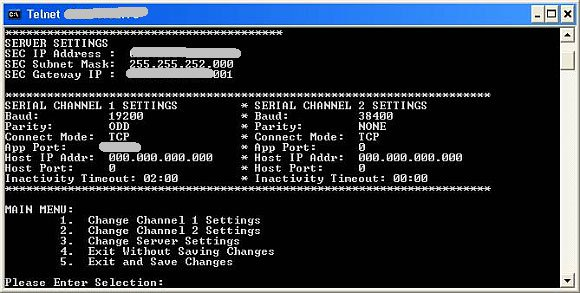 Telnet
*****************************************
SERVER SETTINGS
SEC IP Address :
SEC Subnet Mask: 255.255.252.000
SEC Gateway IP : 001
***********************************************************************
SERIAL CHANNEL 1 SETTINGS * SERIAL CHANNEL 2 SETTINGS
Baud: 19200 * Baud: 38400
Parity: ODD * Parity: NONE
Connect Mode: TCP * Connect Mode: TCP
App Port: * App Port: 0
Host IP Addr: 000.000.000.000 * Host IP Addr: 000.000.000.000
Host Port: 0 * Host Port: 0
Inactivity Timeout: 02:00 * Inactivity Timeout: 00:00
***********************************************************************
MAIN MENU:
1. Change Channel 1 Settings
2. Change Channel 2 Settings
3. Change Server Settings
4. Exit Without Saving Changes
5. Exit and Save Changes
Please Enter Selection: